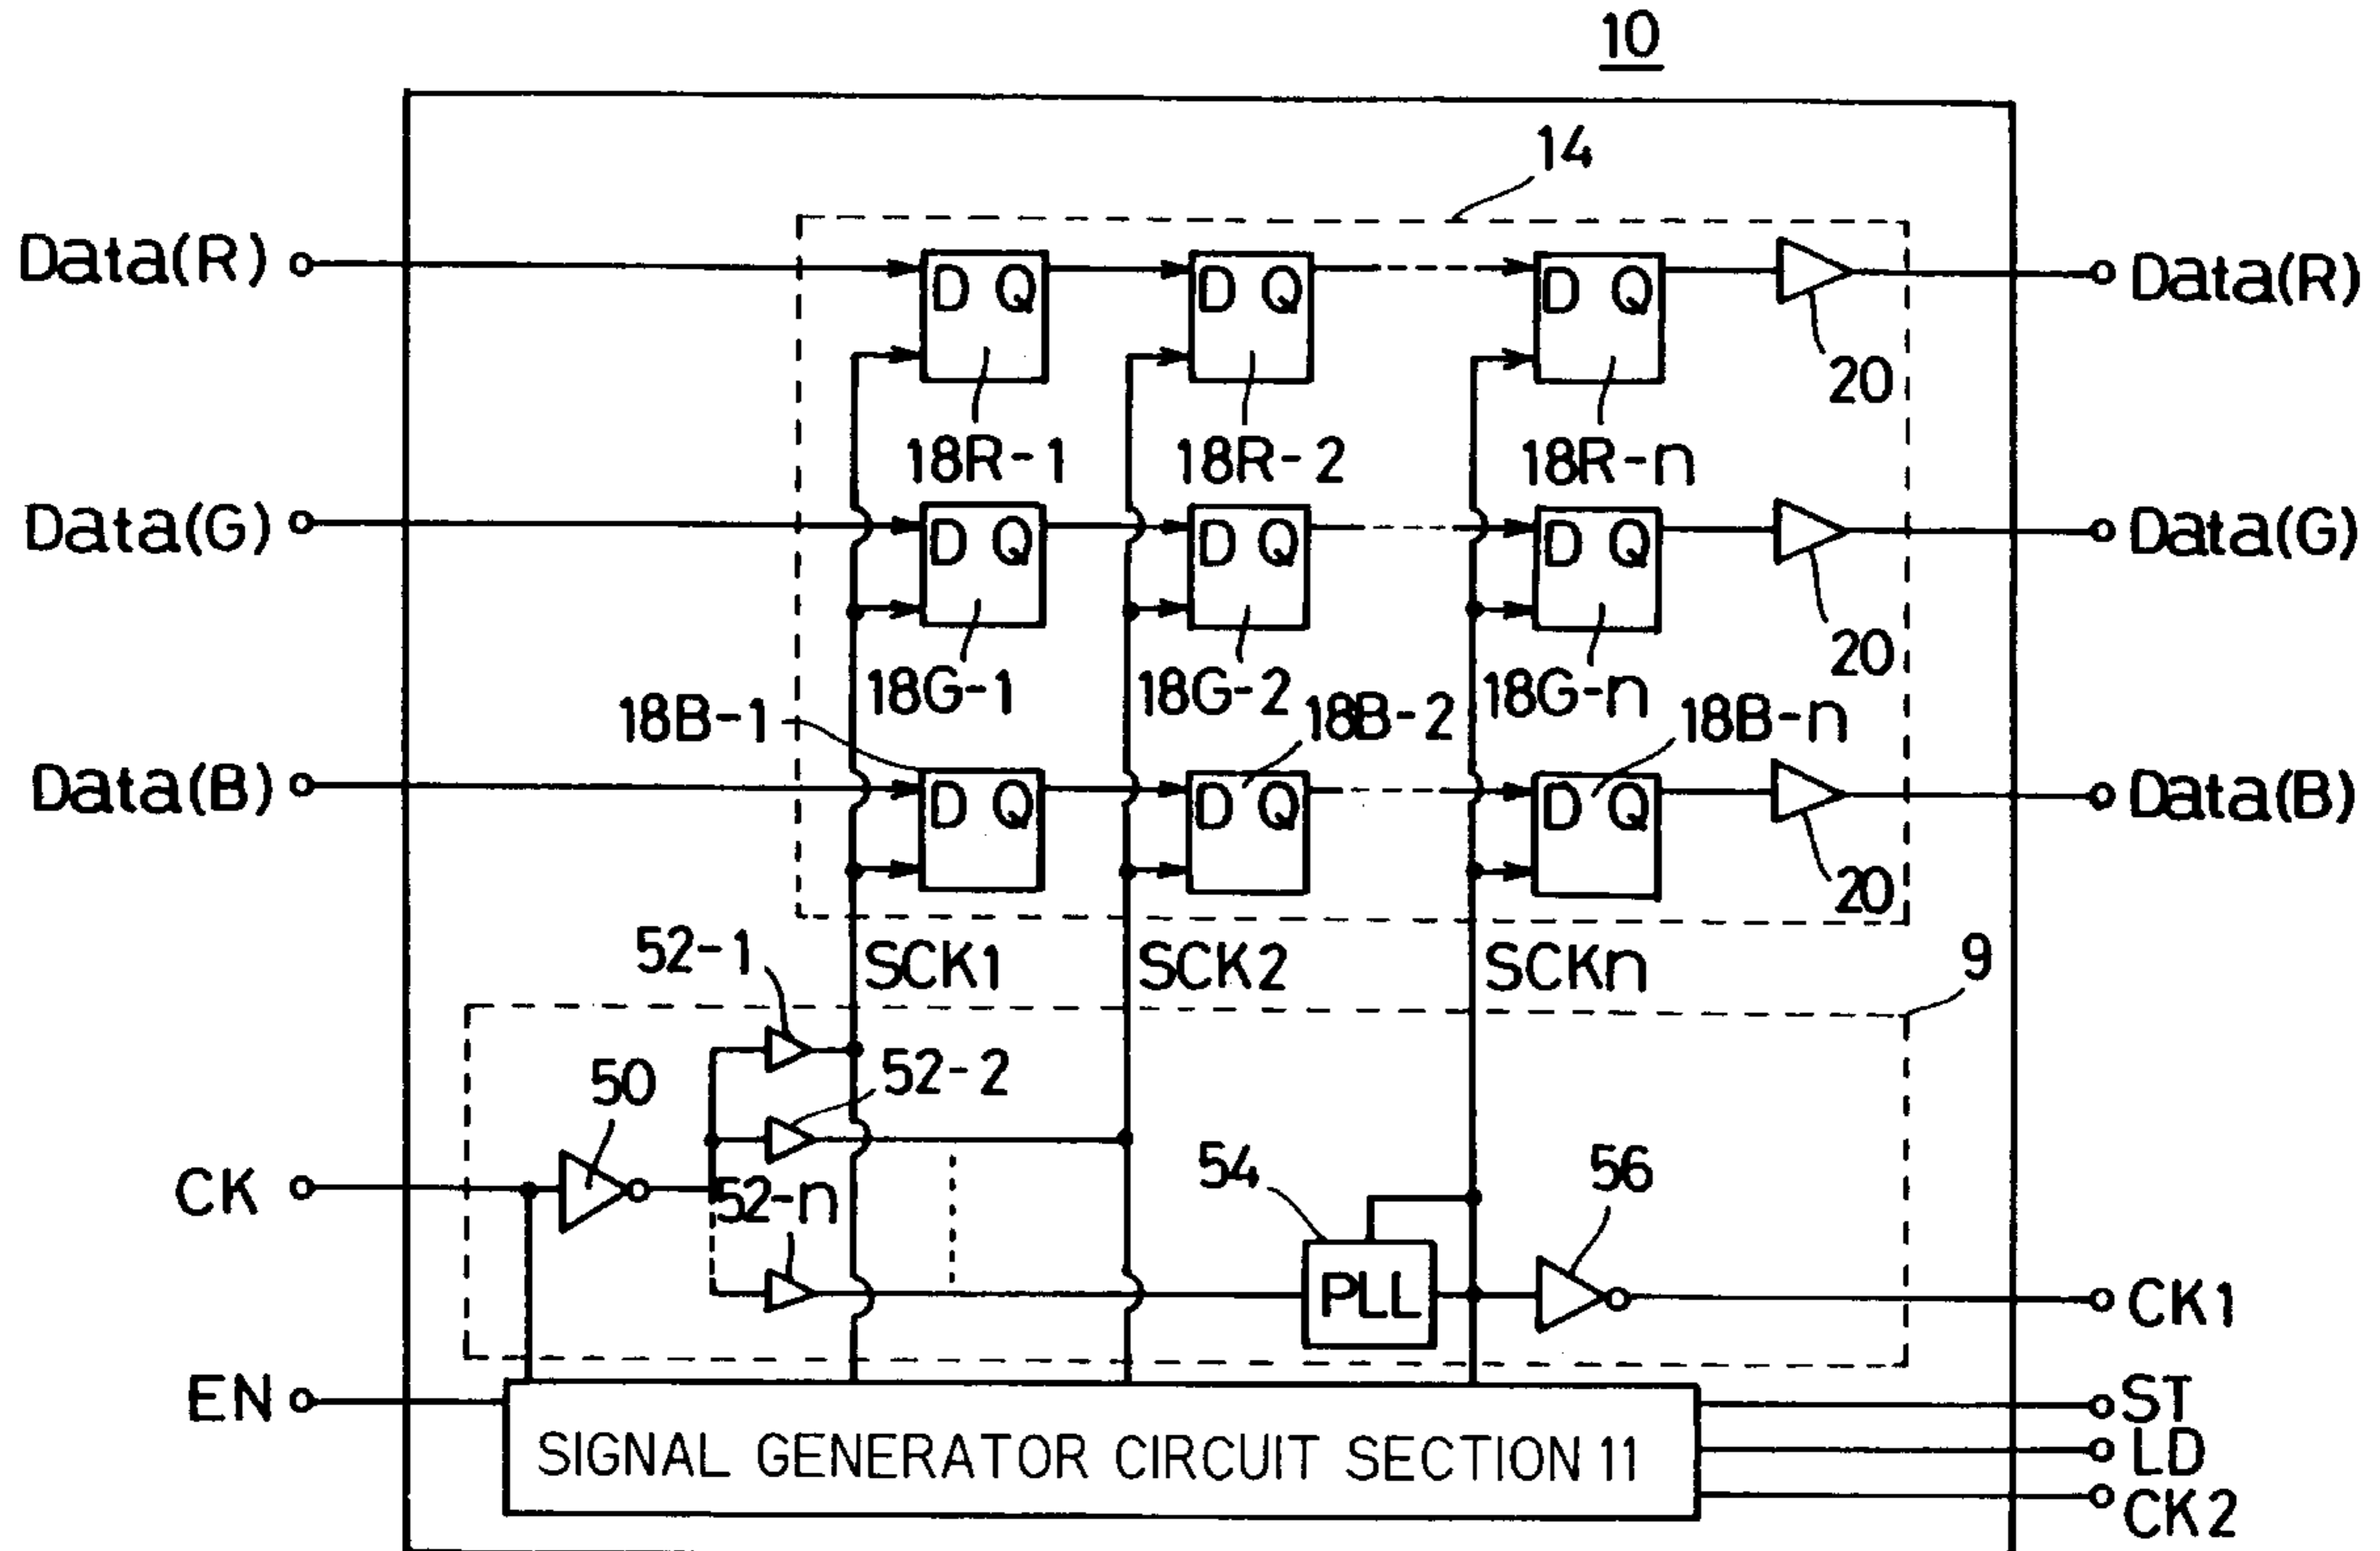 10
14
Data(R)
D Q
D Q
D Q
Data(R)
20
18R-1
18R-2
18R-n
Data(G)
D Q
D Q
D Q
Data(G)
20
18G-1
18G-2
18G-n
18B-1
18B-2
18B-n
Data(B)
D Q
D Q
D Q
Data(B)
20
52-1
SCK1
SCK2
SCKn
9
50
52-2
54
56
CK
52-n
PLL
CK1
EN
SIGNAL GENERATOR CIRCUIT SECTION 11
ST
LD
CK2